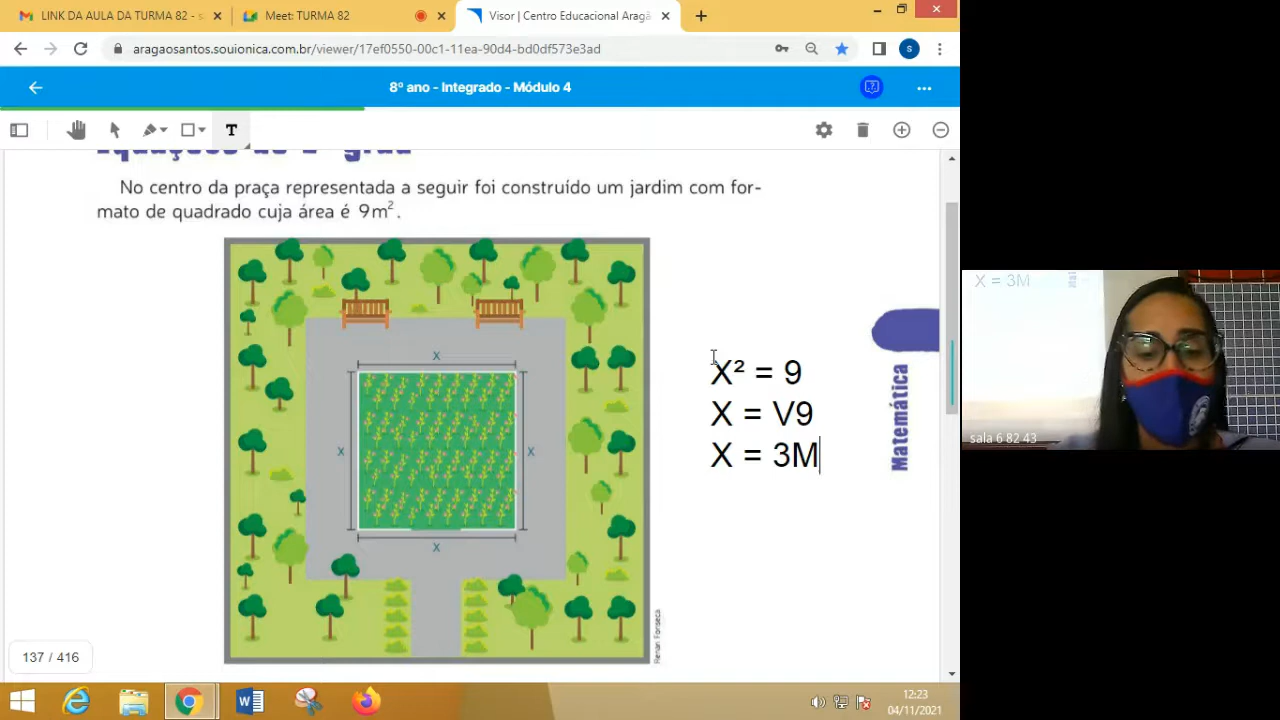 LINK DA AULA DA TURMA 82 - s
Meet: TURMA 82
Visor | Centro Educacional Aragã
aragaosantos.souionica.com.br/viewer/17ef0550-00c1-11ea-90d4-bd0df573e3ad
s
8º ano - Integrado - Módulo 4
T
No centro da praça representada a seguir foi construído um jardim com for-
mato de quadrado cuja área é 9m².
x
x
x
x
X² = 9
X = V9
X = 3M
Matemática
Renan Fonseca
137 / 416
X = 3M
sala 6 82 43
12:23
04/11/2021